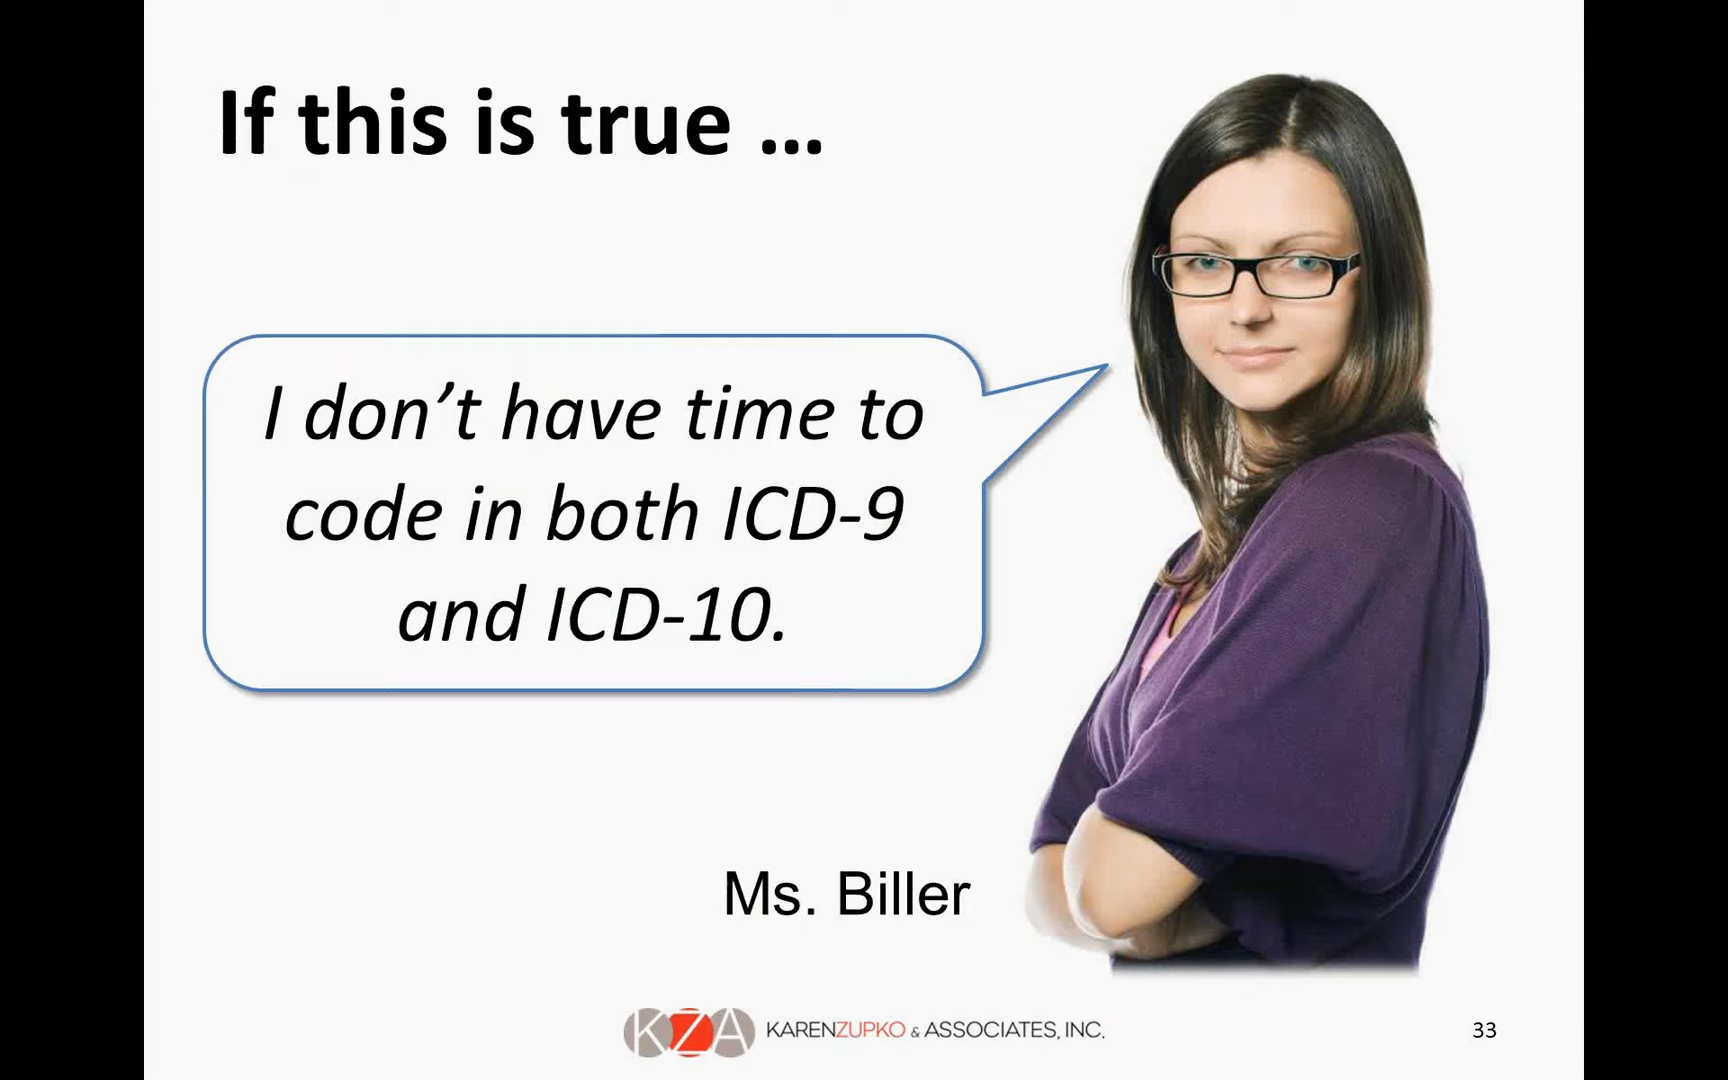 If this is true ...
I don’t have time to
code in both ICD-9
and ICD-10.
Ms. Biller
KZA KARENZUPKO & ASSOCIATES, INC.
33